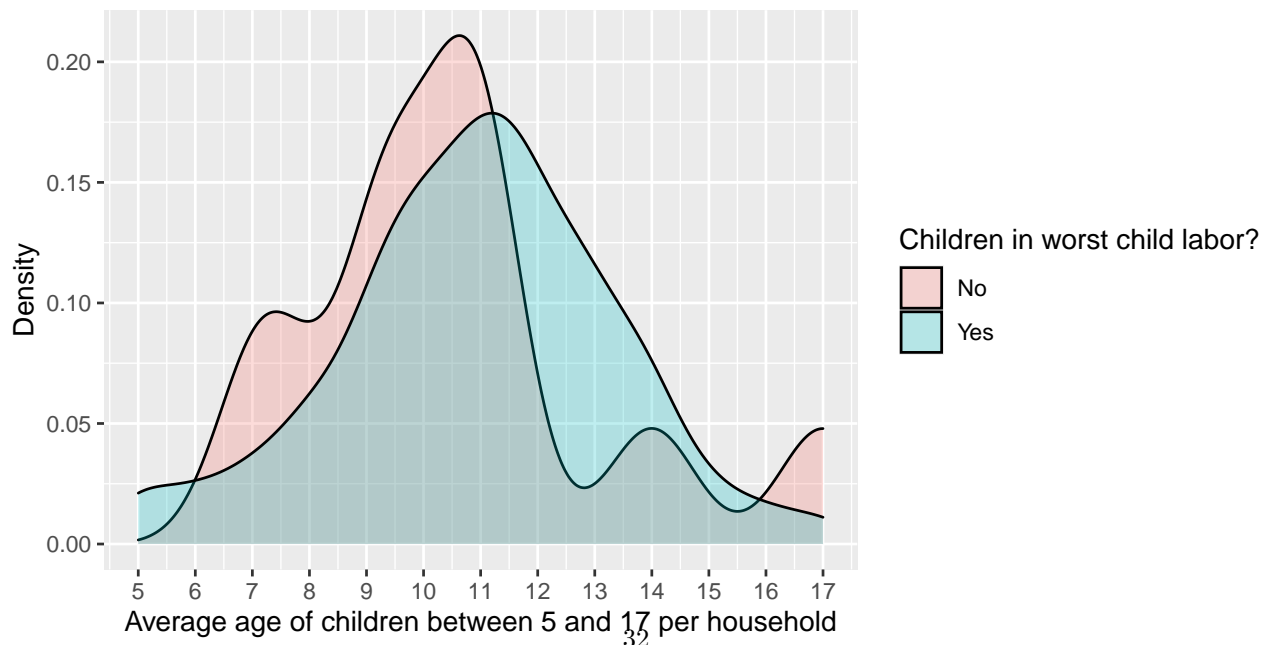 0.20
0.15
0.10
0.05
0.00
Density
5 6 7 8 9 10 11 12 13 14 15 16 17
Average age of children between 5 and 17 per household
32
Children in worst child labor?
No
Yes